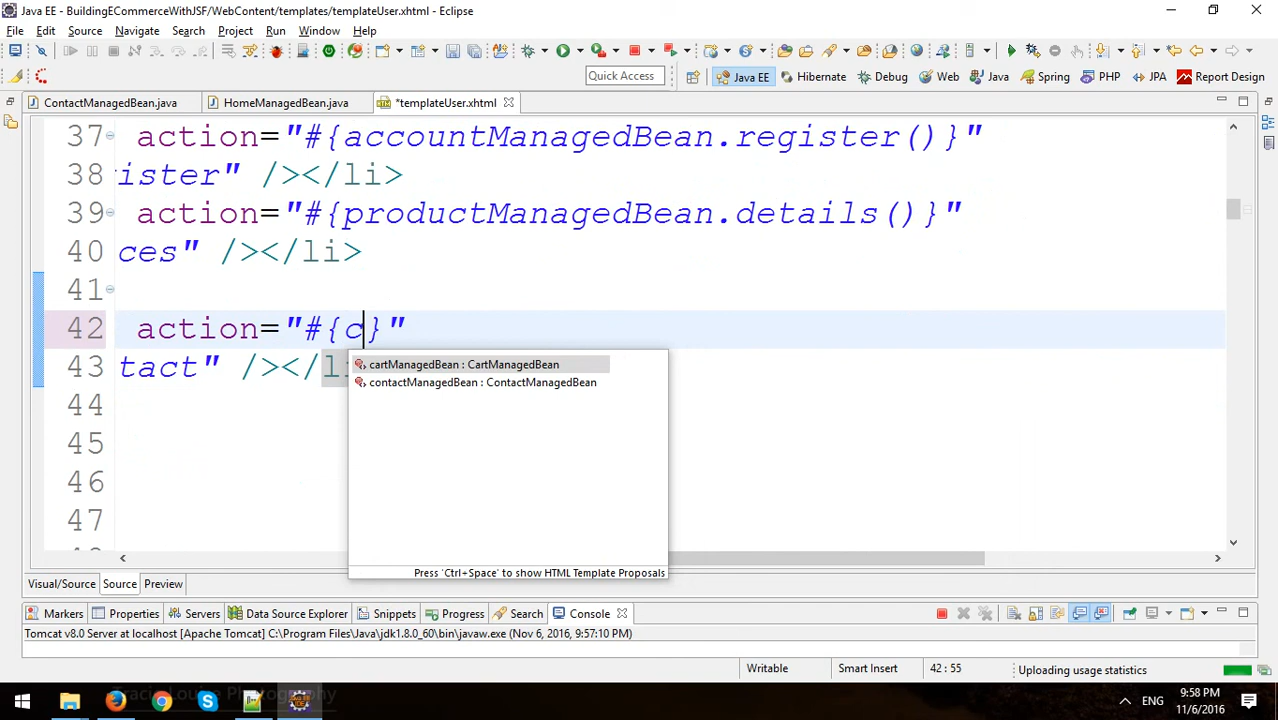 Java EE - BuildingECommerceWithJSF/WebContent/templates/templateUser.xhtml - Eclipse
File Edit Source Navigate Search Project Run Window Help
Quick Access
Java EE Hibernate Debug Web Java Spring PHP JPA Report Design
ContactManagedBean.java HomeManagedBean.java *templateUser.xhtml
37 action="#{accountManagedBean.register()}"
38 ister" /></li>
39 action="#{productManagedBean.details()}"
40 ces" /></li>
41
42 action="#{c}"
43 tact" /></li
44
45
46
47
cartManagedBean : CartManagedBean
contactManagedBean : ContactManagedBean
Press 'Ctrl+Space' to show HTML Template Proposals
Visual/Source Source Preview
Markers Properties Servers Data Source Explorer Snippets Progress Search Console
Tomcat v8.0 Server at localhost [Apache Tomcat] C:\Program Files\Java\jdk1.8.0_60\bin\javaw.exe (Nov 6, 2016, 9:57:10 PM)
Writable Smart Insert 42 : 55 Uploading usage statistics
Tracie Louise Photography
ENG
9:58 PM
11/6/2016